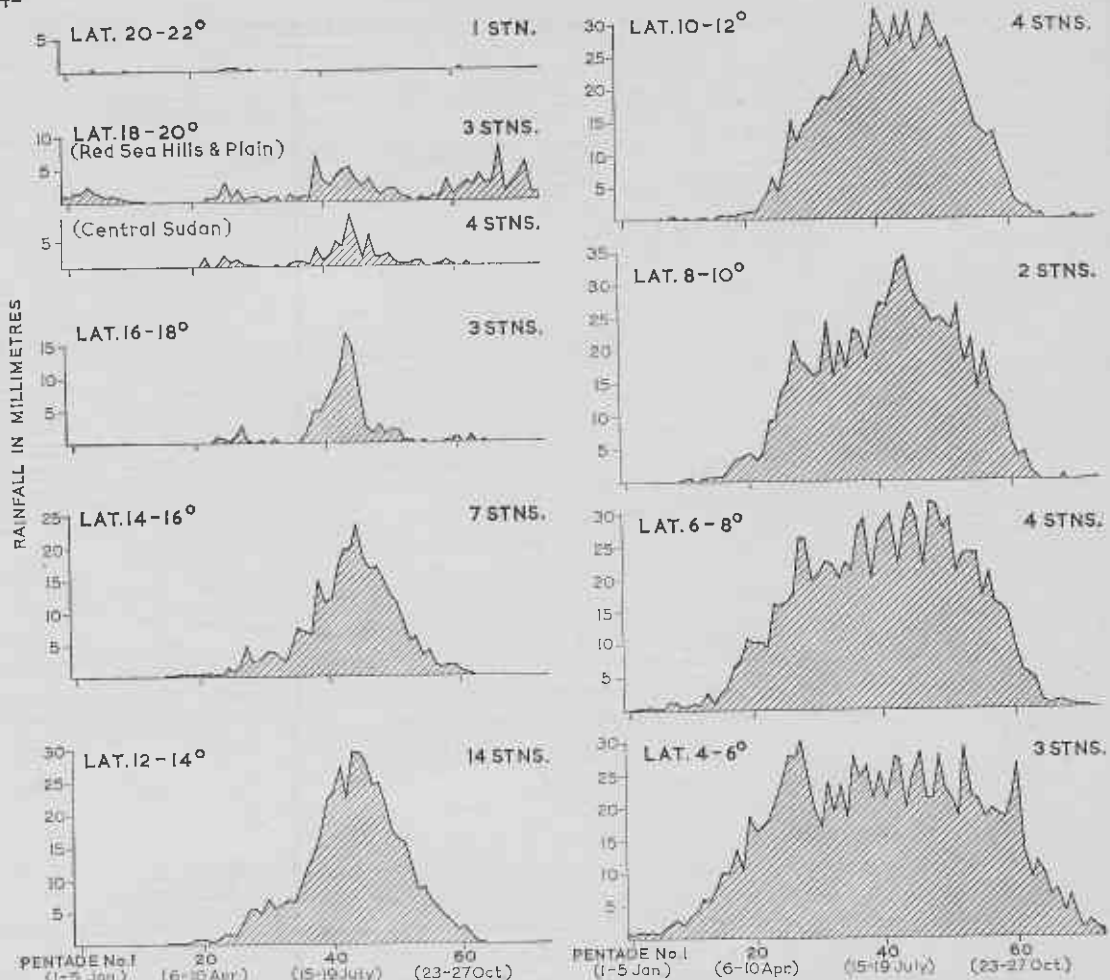 LAT. 20-22° 1 STN.
5
LAT. 18-20° 3 STNS.
(Red Sea Hills & Plain)
10
5
(Central Sudan) 4 STNS.
5
LAT. 16-18° 3 STNS.
15
10
5
RAINFALL IN MILLIMETRES
LAT. 14-16° 7 STNS.
25
20
15
10
5
LAT. 12-14° 14 STNS.
30
25
20
15
10
5
PENTADE No. 1 20 40 60
(1-5 Jan.) (6-10 Apr) (15-19 July) (23-27 Oct)
LAT. 10-12° 4 STNS.
30
25
20
15
10
5
LAT. 8-10° 2 STNS.
35
30
25
20
15
10
5
LAT. 6-8° 4 STNS.
30
25
20
15
10
5
LAT. 4-6° 3 STNS.
30
25
20
15
10
5
PENTADE No. 1 20 40 60
(1-5 Jan) (6-10 Apr) (15-19 July) (23-27 Oct)